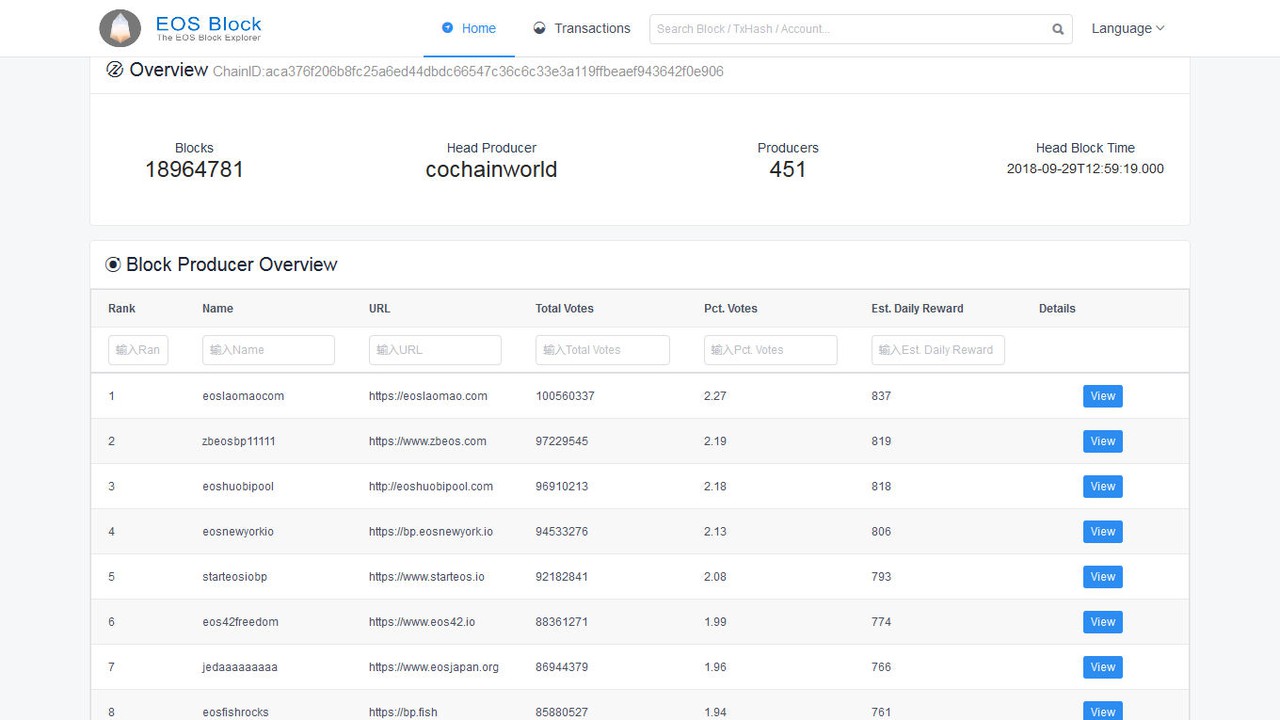 EOS Block
The EOS Block Explorer
Home
Transactions
Search Block / TxHash / Account...
Language
Overview ChainID:aca376f206b8fc25a6ed44dbdc66547c36c6c33e3a119ffbeaef943642f0e906
Blocks Head Producer Producers Head Block Time
18964781 cochainworld 451 2018-09-29T12:59:19.000
Block Producer Overview
Rank Name URL Total Votes Pct. Votes Est. Daily Reward Details
输入Ran 输入Name 输入URL 输入Total Votes 输入Pct. Votes 输入Est. Daily Reward
1 eoslaomaocom https://eoslaomao.com 100560337 2.27 837 View
2 zbeosbp11111 https://www.zbeos.com 97229545 2.19 819 View
3 eoshuobipool http://eoshuobipool.com 96910213 2.18 818 View
4 eosnewyorkio https://bp.eosnewyork.io 94533276 2.13 806 View
5 starteosiobp https://www.starteos.io 92182841 2.08 793 View
6 eos42freedom https://www.eos42.io 88361271 1.99 774 View
7 jedaaaaaaaaa https://www.eosjapan.org 86944379 1.96 766 View
8 eosfishrocks https://bp.fish 85880527 1.94 761 View